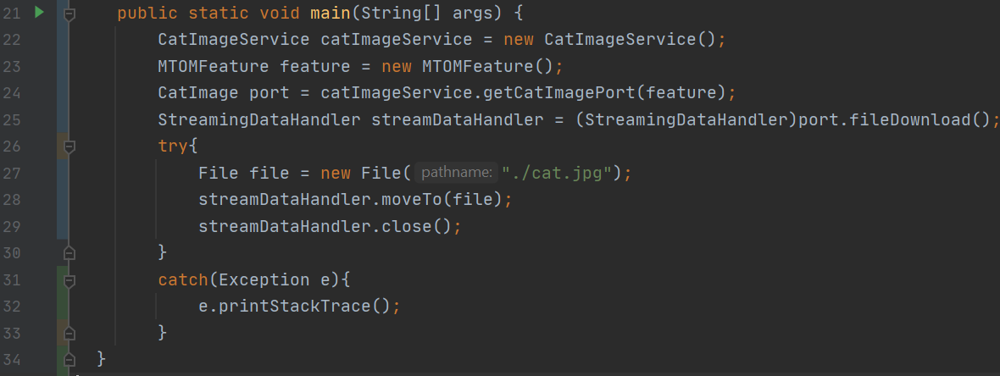 21 public static void main(String[] args) {
22 CatImageService catImageService = new CatImageService();
23 MTOMFeature feature = new MTOMFeature();
24 CatImage port = catImageService.getCatImagePort(feature);
25 StreamingDataHandler streamDataHandler = (StreamingDataHandler)port.fileDownload();
26 try{
27 File file = new File( pathname: "./cat.jpg");
28 streamDataHandler.moveTo(file);
29 streamDataHandler.close();
30 }
31 catch(Exception e){
32 e.printStackTrace();
33 }
34 }